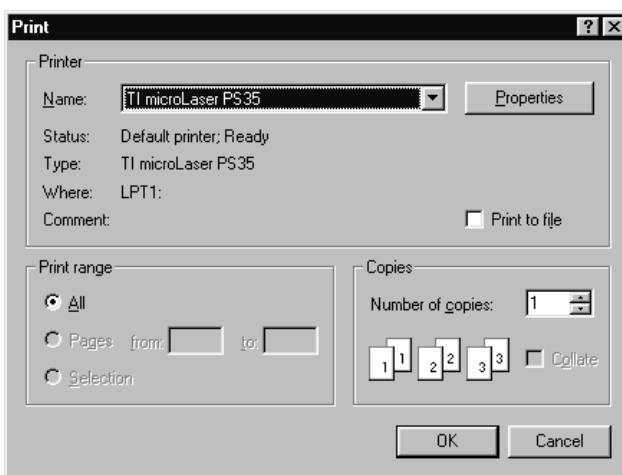 Print
Printer
Name: TI microLaser PS35 Properties
Status: Default printer; Ready
Type: TI microLaser PS35
Where: LPT1:
Comment: Print to file
Print range
All
Pages from: to:
Selection
Copies
Number of copies: 1
1 1 2 2 3 3 Collate
OK Cancel